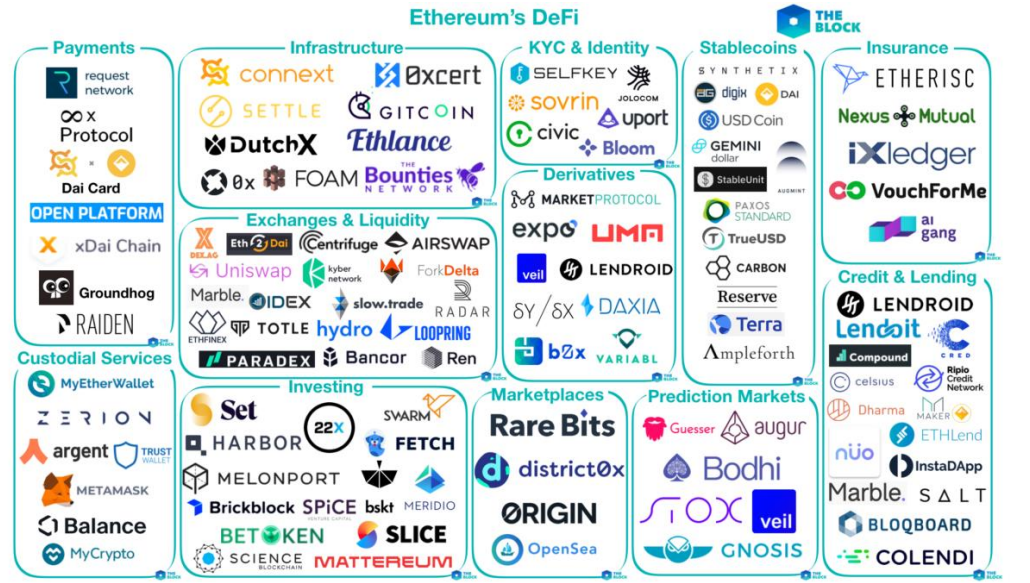 Ethereum's DeFi
THE
BLOCK
Payments
request
network
0x
Protocol
x
Dai Card
OPEN PLATFORM
X
xDai Chain
Groundhog
RAIDEN
Infrastructure
connext
0xcert
SETTLE
GITCOIN
DutchX
Ethlance
0x
FOAM
THE
Bounties
NETWORK
KYC & Identity
SELFKEY
JOLOCOM
sovrin
uport
civic
Bloom
Stablecoins
SYNTHETIX
DG
digix
DAI
USD Coin
GEMINI
dollar
AUGMINT
$
StableUnit
PAXOS
STANDARD
TrueUSD
CARBON
Reserve
Terra
Ampleforth
Insurance
ETHERISC
Nexus Mutual
iXledger
VouchForMe
ai
gang
Exchanges & Liquidity
DEX.AG
Eth 2 Dai
Centrifuge
AIRSWAP
Uniswap
kyber
network
ForkDelta
Marble.
IDEX
slow.trade
RADAR
ETHFINEX
TOTLE
hydro
LOOPRING
PARADEX
Bancor
Ren
Derivatives
MARKETPROTOCOL
expo
UMA
veil
LENDROID
δY/δX
DAXIA
b0x
VARIABL
Credit & Lending
LENDROID
Lendoit
CRED
Compound
celsius
Ripio
Credit
Network
Dharma
MAKER
nüo
ETHLend
InstaDApp
Marble.
SALT
BLOQBOARD
COLENDI
Custodial Services
MyEtherWallet
ZERION
argent
TRUST
WALLET
METAMASK
Balance
MyCrypto
Investing
Set
22X
SWARM
HARBOR
FETCH
MELONPORT
Brickblock
SPiCE
VENTURE CAPITAL
bskt
MERIDIO
BETOKEN
SLICE
SCIENCE
BLOCKCHAIN
MATTEREUM
Marketplaces
Rare Bits
district0x
ORIGIN
OpenSea
Prediction Markets
Guesser
augur
Bodhi
STOX
veil
GNOSIS